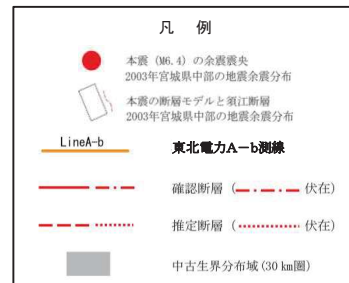 凡 例
本震 (M6.4) の余震震央
2003年宮城県中部の地震余震分布
本震の断層モデルと須江断層
2003年宮城県中部の地震余震分布
LineA-b
東北電力A－b測線
確認断層 ( 伏在)
推定断層 ( 伏在)
中古生界分布域(30 km圏)